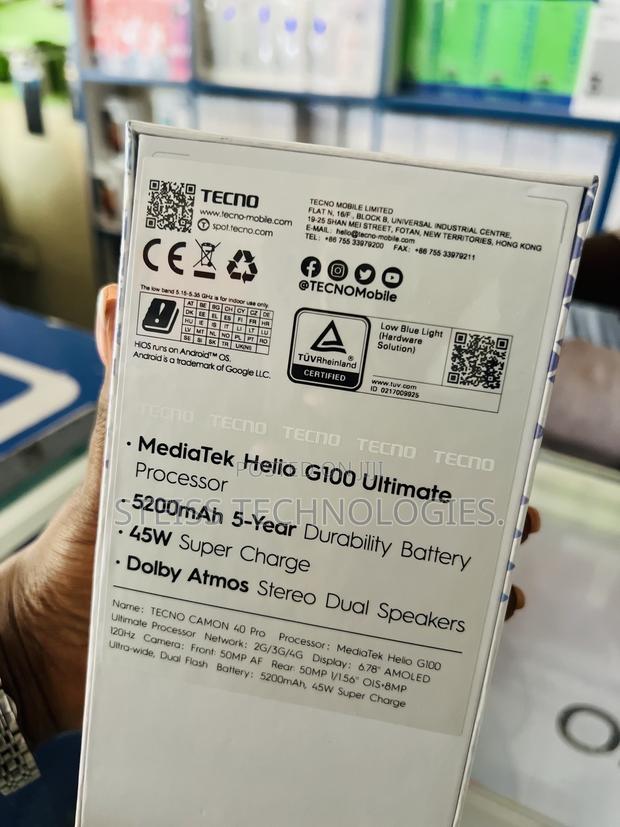 TECNO
www.tecno-mobile.com
spot.tecno.com
TECNO MOBILE LIMITED
FLAT N, 16/F., BLOCK B, UNIVERSAL INDUSTRIAL CENTRE,
19-25 SHAN MEI STREET, FOTAN, NEW TERRITORIES, HONG KONG
E-MAIL: hello@tecno-mobile.com
TEL: +86 755 33979200 FAX: +86 755 33979211
CE
@TECNOMobile
The low band 5.15-5.35 GHz is for indoor use only.
AT BE BG CH CY CZ DE
DK EE EL ES FI FR HR
HU IE IS IT LI LT LU
LV MT NL NO PL PT RO
SE SI SK TR UK(NI)
HiOS runs on Android™ OS.
Android is a trademark of Google LLC.
TÜVRheinland
CERTIFIED
Low Blue Light
(Hardware
Solution)
www.tuv.com
ID 0217009925
TECNO TECNO TECNO TECNO TECNO
· MediaTek Helio G100 Ultimate
Processor
POSTED ON JIJI
· 5200mAh 5-Year Durability Battery
STEISS TECHNOLOGIES.
· 45W Super Charge
· Dolby Atmos Stereo Dual Speakers
Name: TECNO CAMON 40 Pro Processor: MediaTek Helio G100
Ultimate Processor Network: 2G/3G/4G Display: 6.78" AMOLED
120Hz Camera: Front: 50MP AF Rear: 50MP 1/1.56" OIS+8MP
Ultra-wide, Dual Flash Battery: 5200mAh, 45W Super Charge